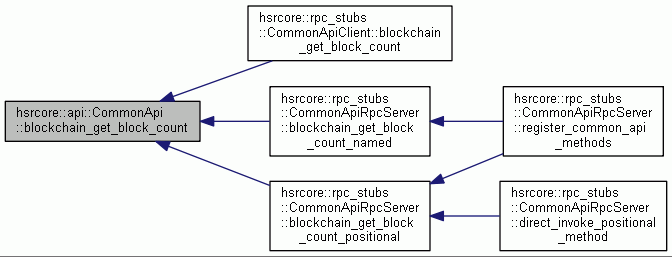 hsrcore::rpc_stubs
::CommonApiClient::blockchain
_get_block_count
hsrcore::api::CommonApi
::blockchain_get_block_count
hsrcore::rpc_stubs
::CommonApiRpcServer
::blockchain_get_block
_count_named
hsrcore::rpc_stubs
::CommonApiRpcServer
::register_common_api
_methods
hsrcore::rpc_stubs
::CommonApiRpcServer
::blockchain_get_block
_count_positional
hsrcore::rpc_stubs
::CommonApiRpcServer
::direct_invoke_positional
_method